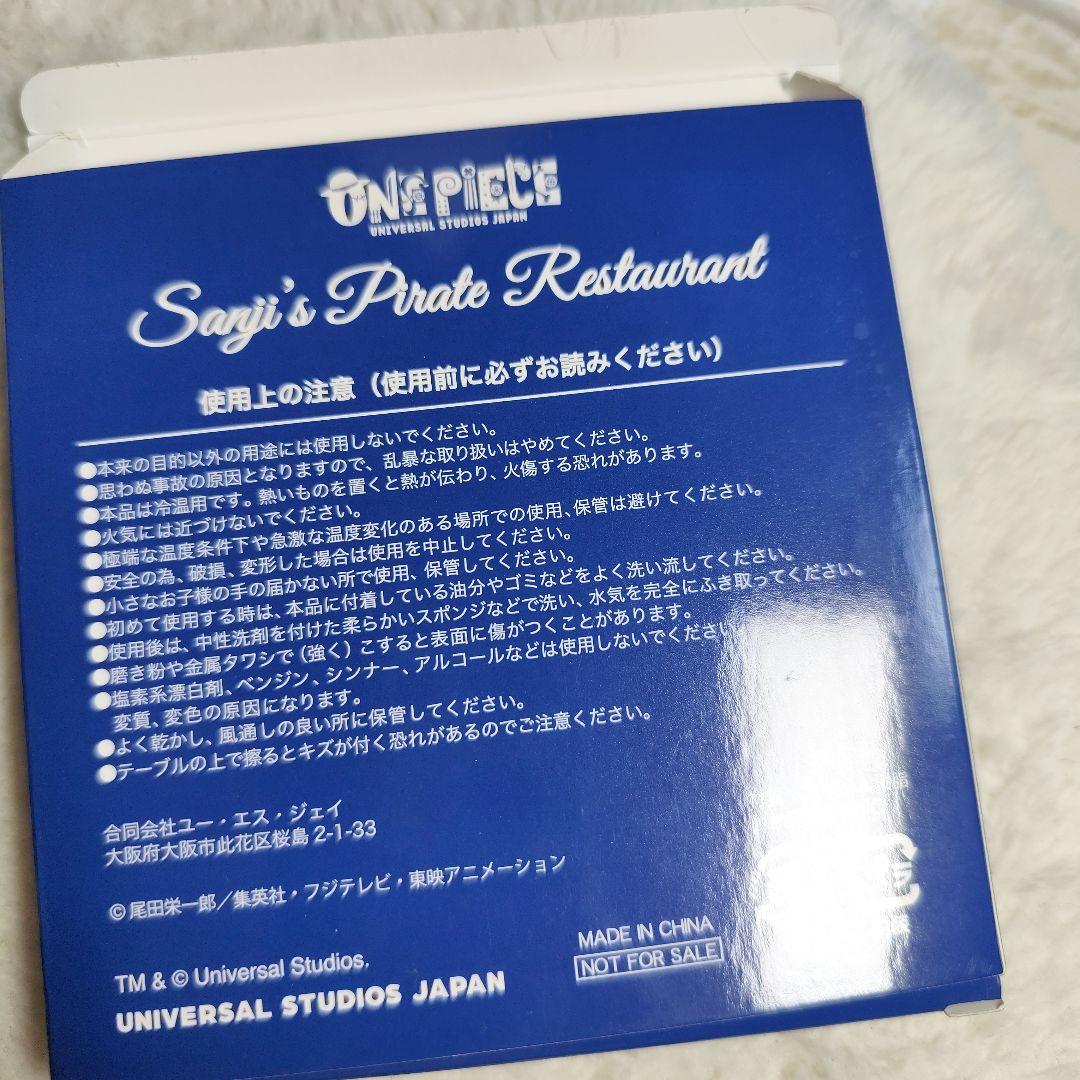 ONE PIECE
UNIVERSAL STUDIOS JAPAN
Sanji's Pirate Restaurant
使用上の注意（使用前に必ずお読みください）
●本来の目的以外の用途には使用しないでください。
●思わぬ事故の原因となりますので、乱暴な取り扱いはやめてください。
●本品は冷温用です。熱いものを置くと熱が伝わり、火傷する恐れがあります。
●火気には近づけないでください。
●極端な温度条件下や急激な温度変化のある場所での使用、保管は避けてください。
●安全の為、破損、変形した場合は使用を中止してください。
●小さなお子様の手の届かない所で使用、保管してください。
●初めて使用する時は、本品に付着している油分やゴミなどをよく洗い流してください。
●使用後は、中性洗剤を付けた柔らかいスポンジなどで洗い、水気を完全にふき取ってください。
●磨き粉や金属タワシで（強く）こすると表面に傷がつくことがあります。
●塩素系漂白剤、ベンジン、シンナー、アルコールなどは使用しないでください
変質、変色の原因になります。
●よく乾かし、風通しの良い所に保管してください。
●テーブルの上で擦るとキズが付く恐れがあるのでご注意ください。
合同会社ユー・エス・ジェイ
大阪府大阪市此花区桜島 2-1-33
©尾田栄一郎／集英社・フジテレビ・東映アニメーション
TM & © Universal Studios.
UNIVERSAL STUDIOS JAPAN
MADE IN CHINA
NOT FOR SALE